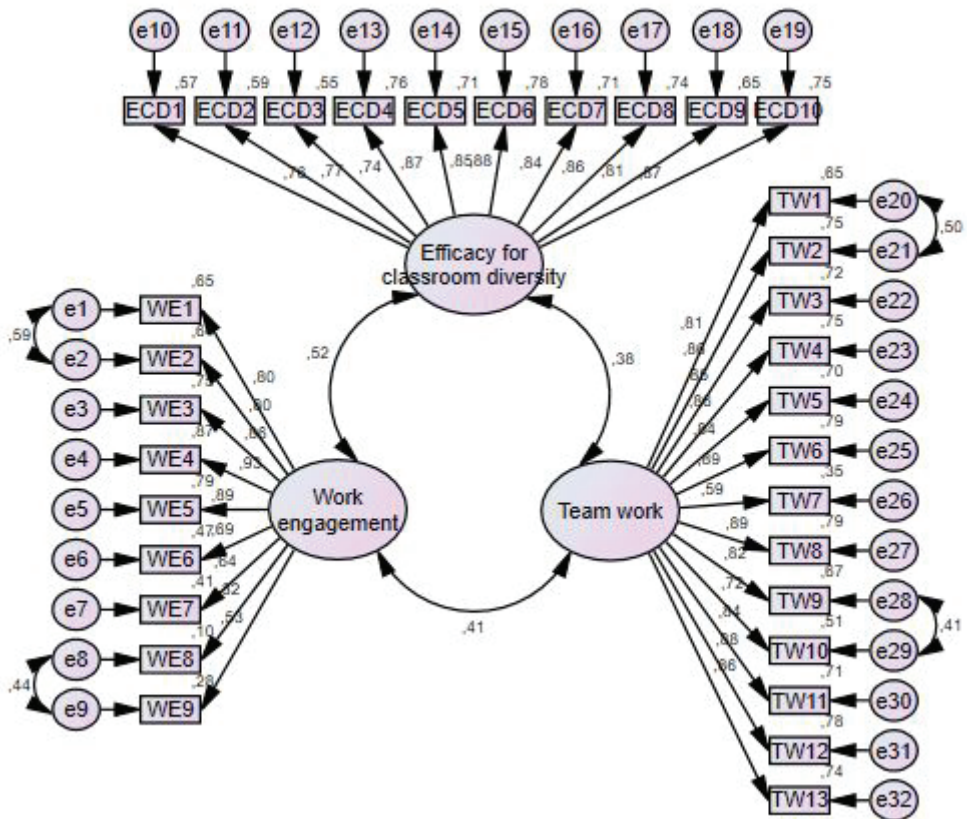 e10 e11 e12 e13 e14 e15 e16 e17 e18 e19
,57 ,59 ,55 ,76 ,71 ,78 ,71 ,74 ,65 ,75
ECD1 ECD2 ECD3 ECD4 ECD5 ECD6 ECD7 ECD8 ECD9 ECD10
,77 ,74 ,87 ,85 ,88 ,84 ,86 ,81 ,87
Efficacy for
classroom diversity
,52
,38
,65
e1 WE1
,59
e2 WE2
e3 WE3
,87
e4 WE4
,79
e5 WE5
,47
e6 WE6
,41
e7 WE7
,10
e8 WE8
,44
,28
e9 WE9
,80
,80
,93
,89
,69
,64
,53
Work
engagement
,41
Team work
,81
,84
,59
,89
,82
,72
,84
,88
,86
,65
TW1 e20
,50
,75
TW2 e21
,72
TW3 e22
,75
TW4 e23
,70
TW5 e24
,79
TW6 e25
,35
TW7 e26
,79
TW8 e27
,67
TW9 e28
,41
,51
TW10 e29
,71
TW11 e30
,78
TW12 e31
,74
TW13 e32